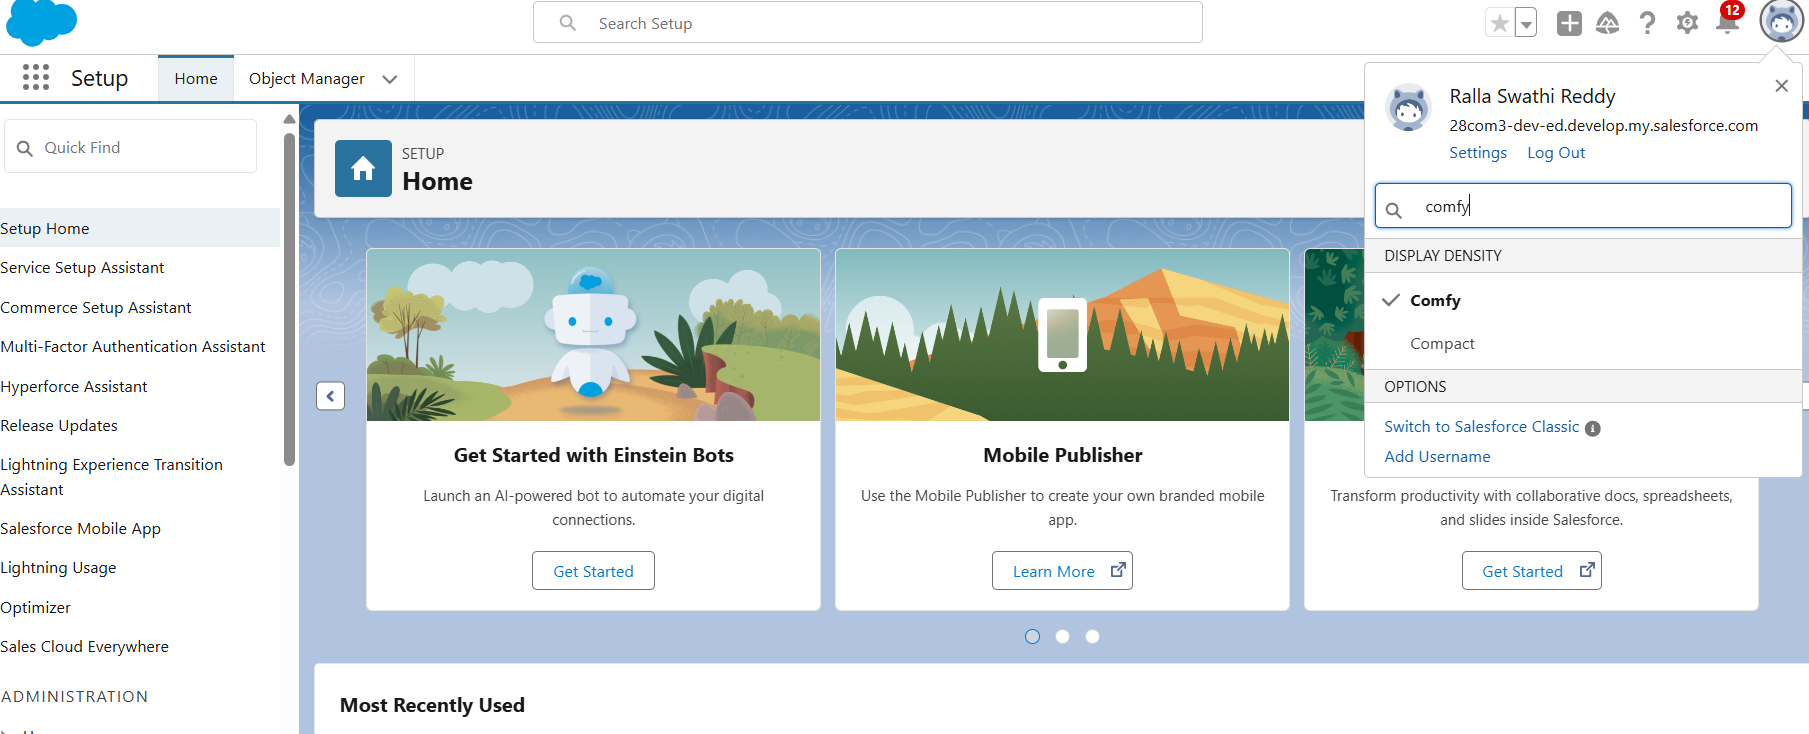 Search Setup
12
Setup
Home
Object Manager
Ralla Swathi Reddy
28com3-dev-ed.develop.my.salesforce.com
Settings Log Out
comfy
DISPLAY DENSITY
Comfy
Compact
OPTIONS
Switch to Salesforce Classic
Add Username
Quick Find
Setup Home
Service Setup Assistant
Commerce Setup Assistant
Multi-Factor Authentication Assistant
Hyperforce Assistant
Release Updates
Lightning Experience Transition
Assistant
Salesforce Mobile App
Lightning Usage
Optimizer
Sales Cloud Everywhere
ADMINISTRATION
SETUP
Home
Get Started with Einstein Bots
Launch an AI-powered bot to automate your digital
connections.
Get Started
Mobile Publisher
Use the Mobile Publisher to create your own branded mobile
app.
Learn More
Transform productivity with collaborative docs, spreadsheets,
and slides inside Salesforce.
Get Started
Most Recently Used